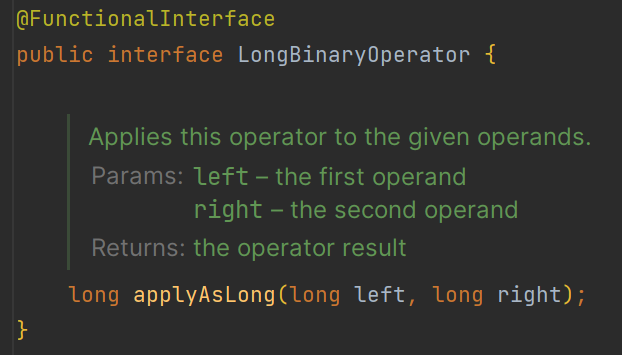 @FunctionalInterface
public interface LongBinaryOperator {
Applies this operator to the given operands.
Params: left – the first operand
right – the second operand
Returns: the operator result
long applyAsLong(long left, long right);
}